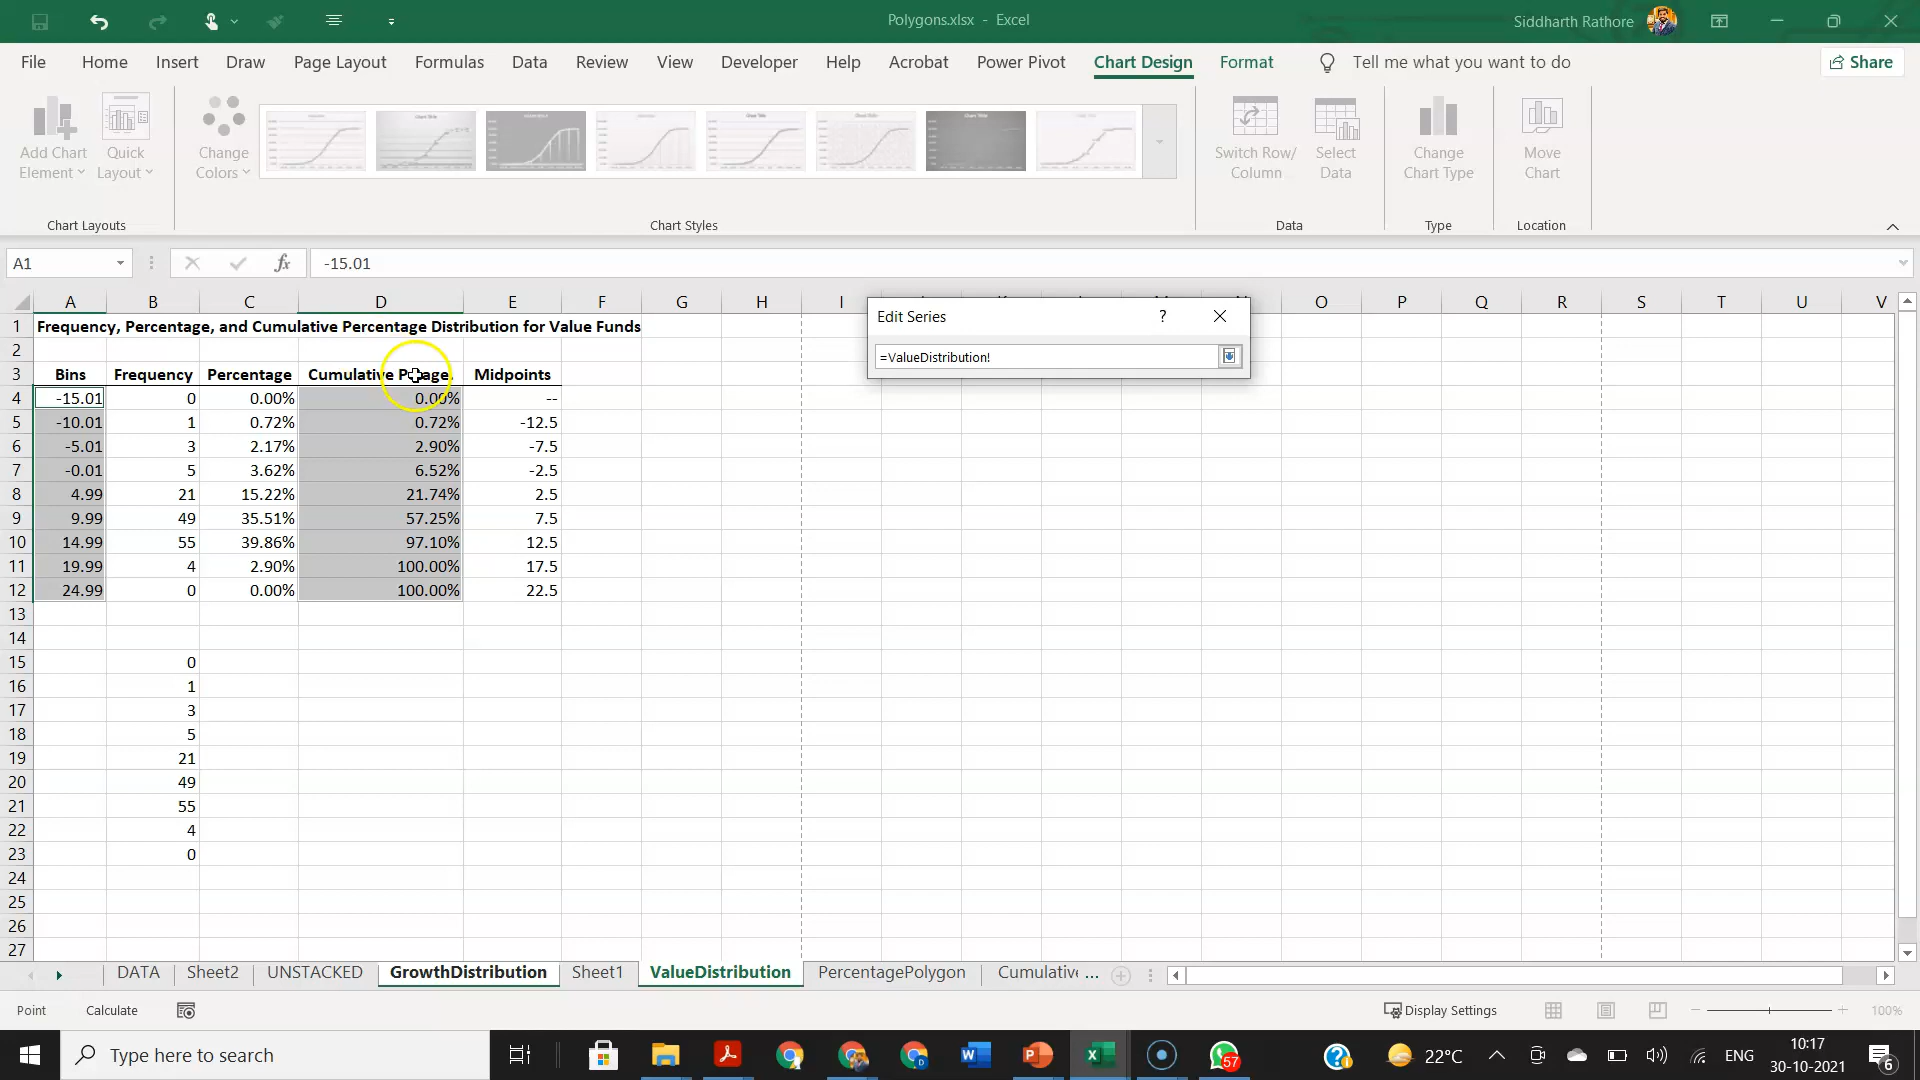 Polygons.xlsx - Excel
Siddharth Rathore
File Home Insert Draw Page Layout Formulas Data Review View Developer Help Acrobat Power Pivot Chart Design Format Tell me what you want to do Share
Add Chart Element
Quick Layout
Change Colors
Switch Row/ Column
Select Data
Change Chart Type
Move Chart
Chart Layouts Chart Styles Data Type Location
A1 fx -15.01
A B C D E F G H I O P Q R S T U V
Edit Series ?
=ValueDistribution!
1 Frequency, Percentage, and Cumulative Percentage Distribution for Value Funds
2
3 Bins Frequency Percentage Cumulative P tage. Midpoints
4 -15.01 0 0.00% 0.00% --
5 -10.01 1 0.72% 0.72% -12.5
6 -5.01 3 2.17% 2.90% -7.5
7 -0.01 5 3.62% 6.52% -2.5
8 4.99 21 15.22% 21.74% 2.5
9 9.99 49 35.51% 57.25% 7.5
10 14.99 55 39.86% 97.10% 12.5
11 19.99 4 2.90% 100.00% 17.5
12 24.99 0 0.00% 100.00% 22.5
13
14
15 0
16 1
17 3
18 5
19 21
20 49
21 55
22 4
23 0
24
25
26
27
DATA Sheet2 UNSTACKED GrowthDistribution Sheet1 ValueDistribution PercentagePolygon Cumulative ...
Point Calculate Display Settings 100%
Type here to search
57
22°C
ENG
10:17
30-10-2021
6